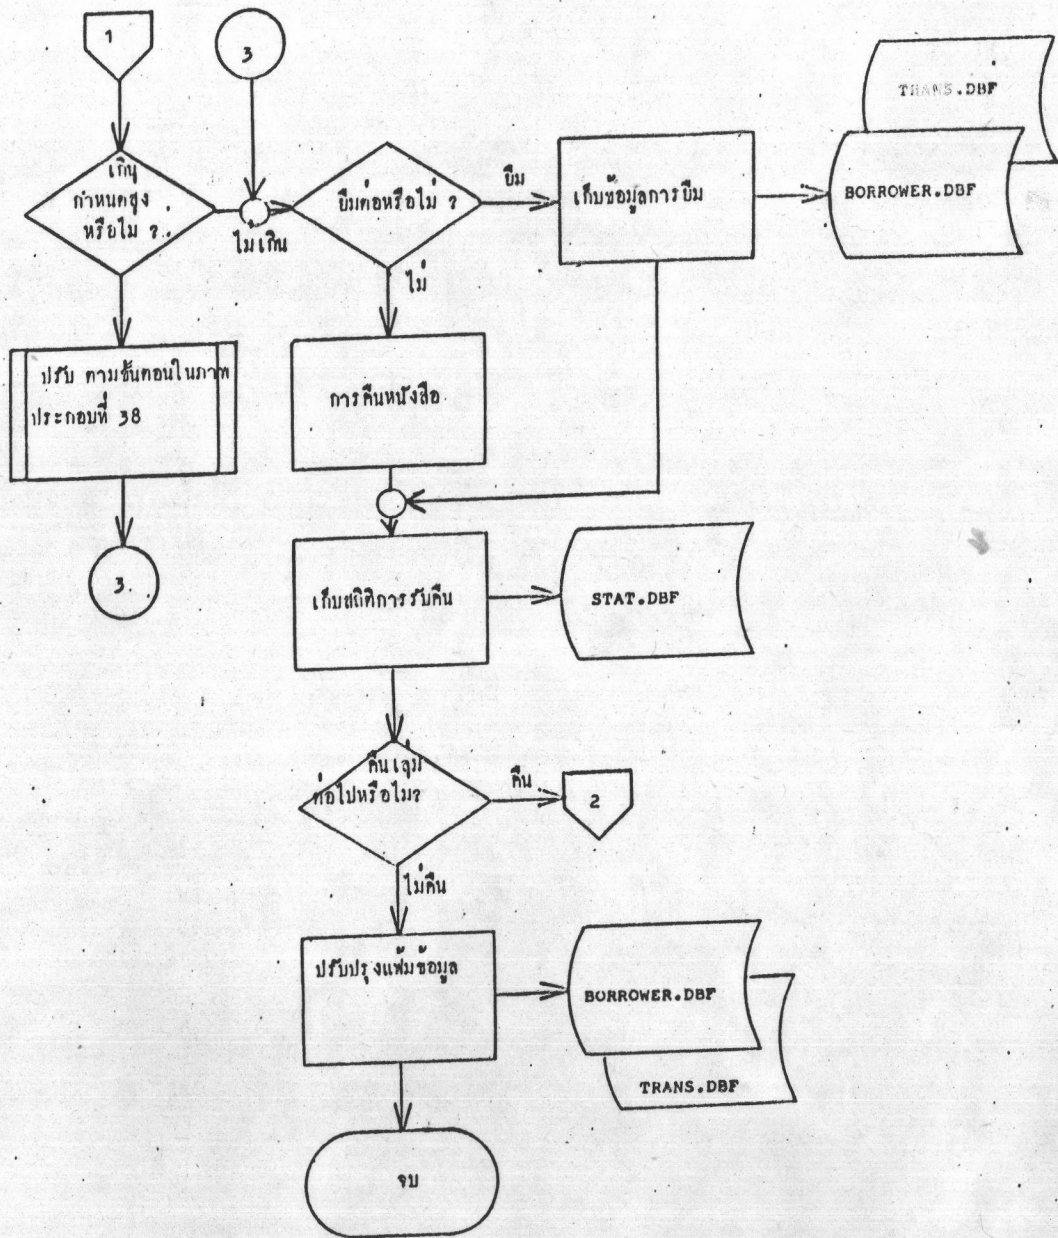 1
3
TRANS.DBF
เกิน
กำหนดส่ง
หรือไม่ ?
ไม่เกิน
ยืมต่อหรือไม่ ?
ยืม
เก็บข้อมูลการยืม
BORROWER.DBF
ไม่
ปรับ ตามขั้นตอนในภาพ
ประกอบที่ 38
การคืนหนังสือ
3
เก็บสถิติการรับคืน
STAT.DBF
คืนเล่ม
ต่อไปหรือไม่?
คืน
2
ไม่คืน
ปรับปรุงแฟ้มข้อมูล
BORROWER.DBF
TRANS.DBF
จบ